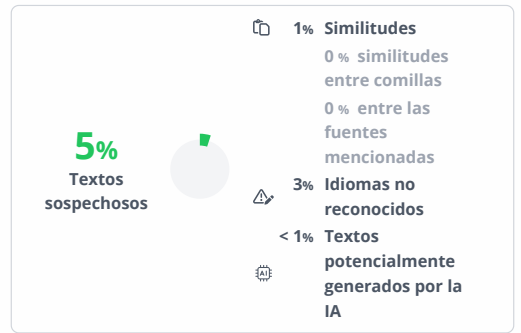 5%
Textos
sospechosos
1% Similitudes
0 % similitudes
entre comillas
0 % entre las
fuentes
mencionadas
3% Idiomas no
reconocidos
< 1% Textos
potencialmente
generados por la
IA
AI